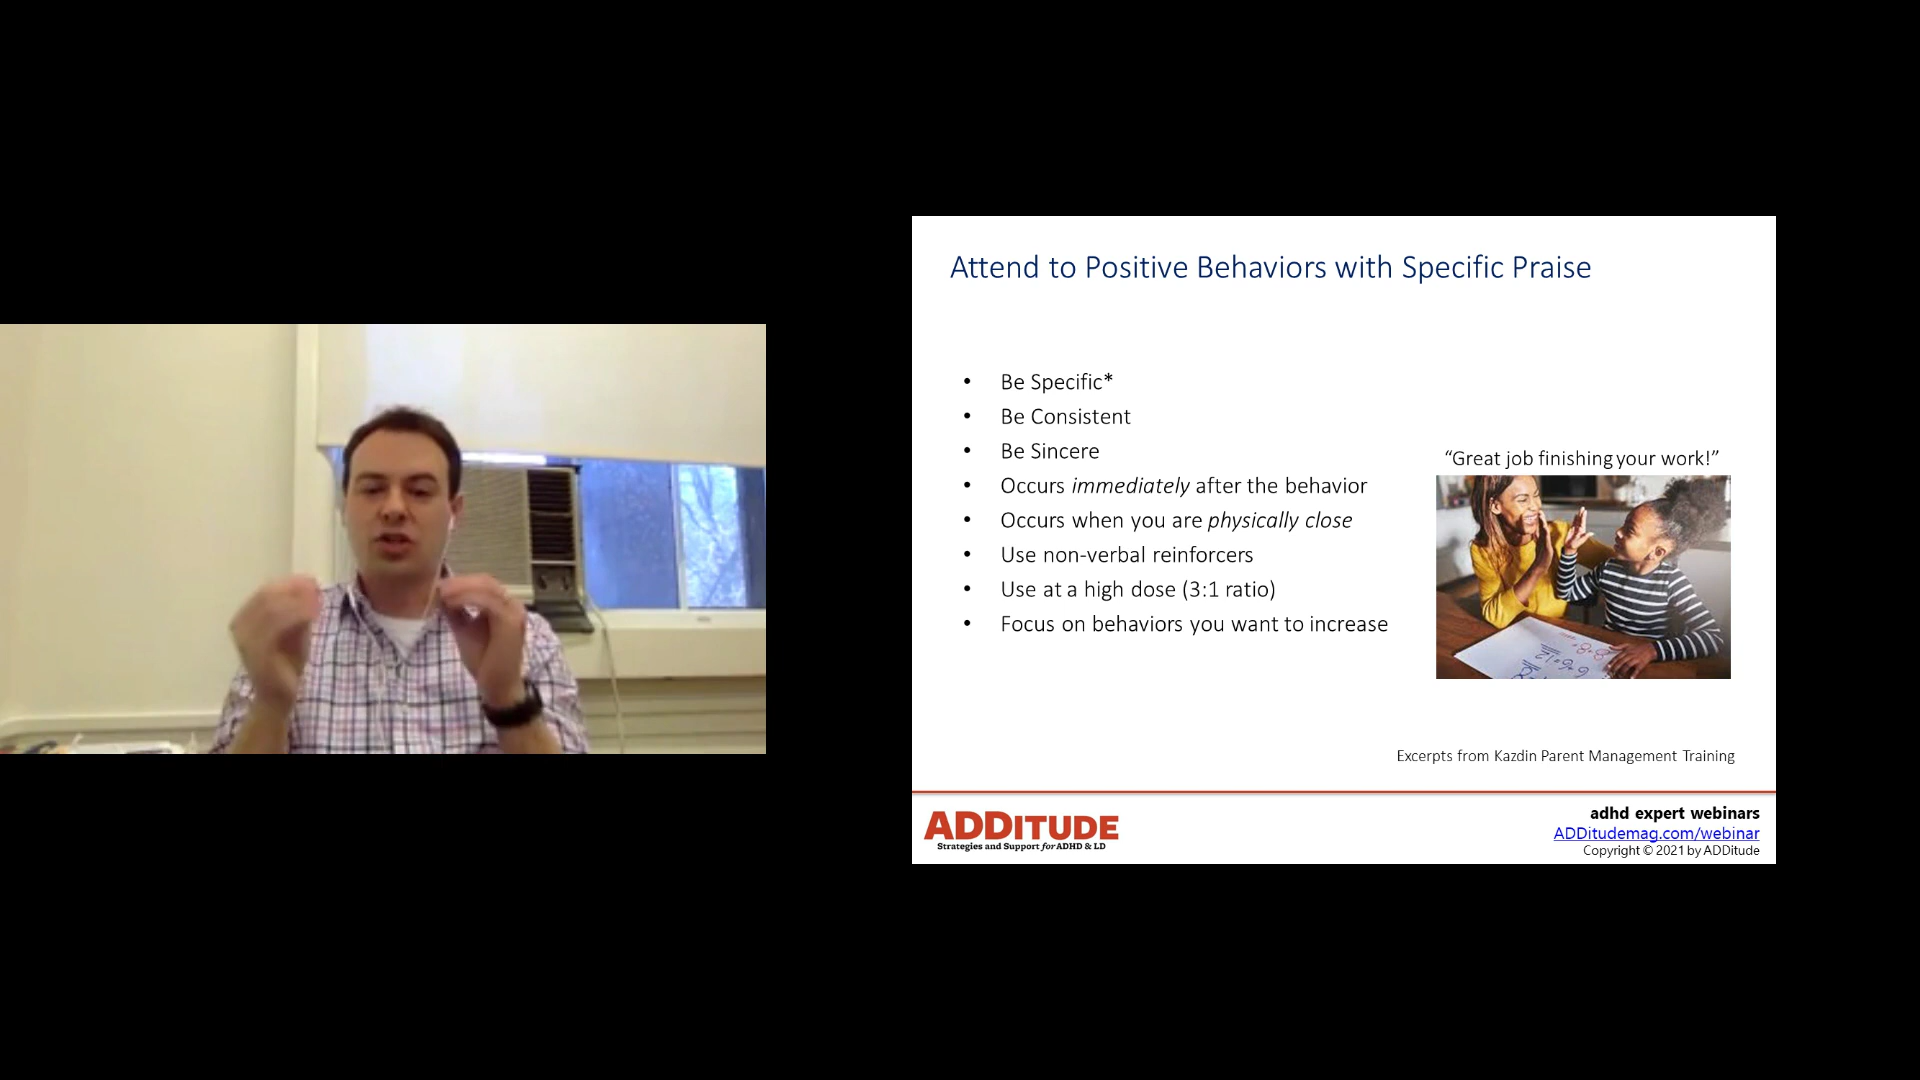 Attend to Positive Behaviors with Specific Praise
• Be Specific*
• Be Consistent
• Be Sincere
• Occurs immediately after the behavior
• Occurs when you are physically close
• Use non-verbal reinforcers
• Use at a high dose (3:1 ratio)
• Focus on behaviors you want to increase
“Great job finishing your work!”
Excerpts from Kazdin Parent Management Training
ADDITUDE
Strategies and Support for ADHD & LD
adhd expert webinars
ADDitudemag.com/webinar
Copyright © 2021 by ADDitude